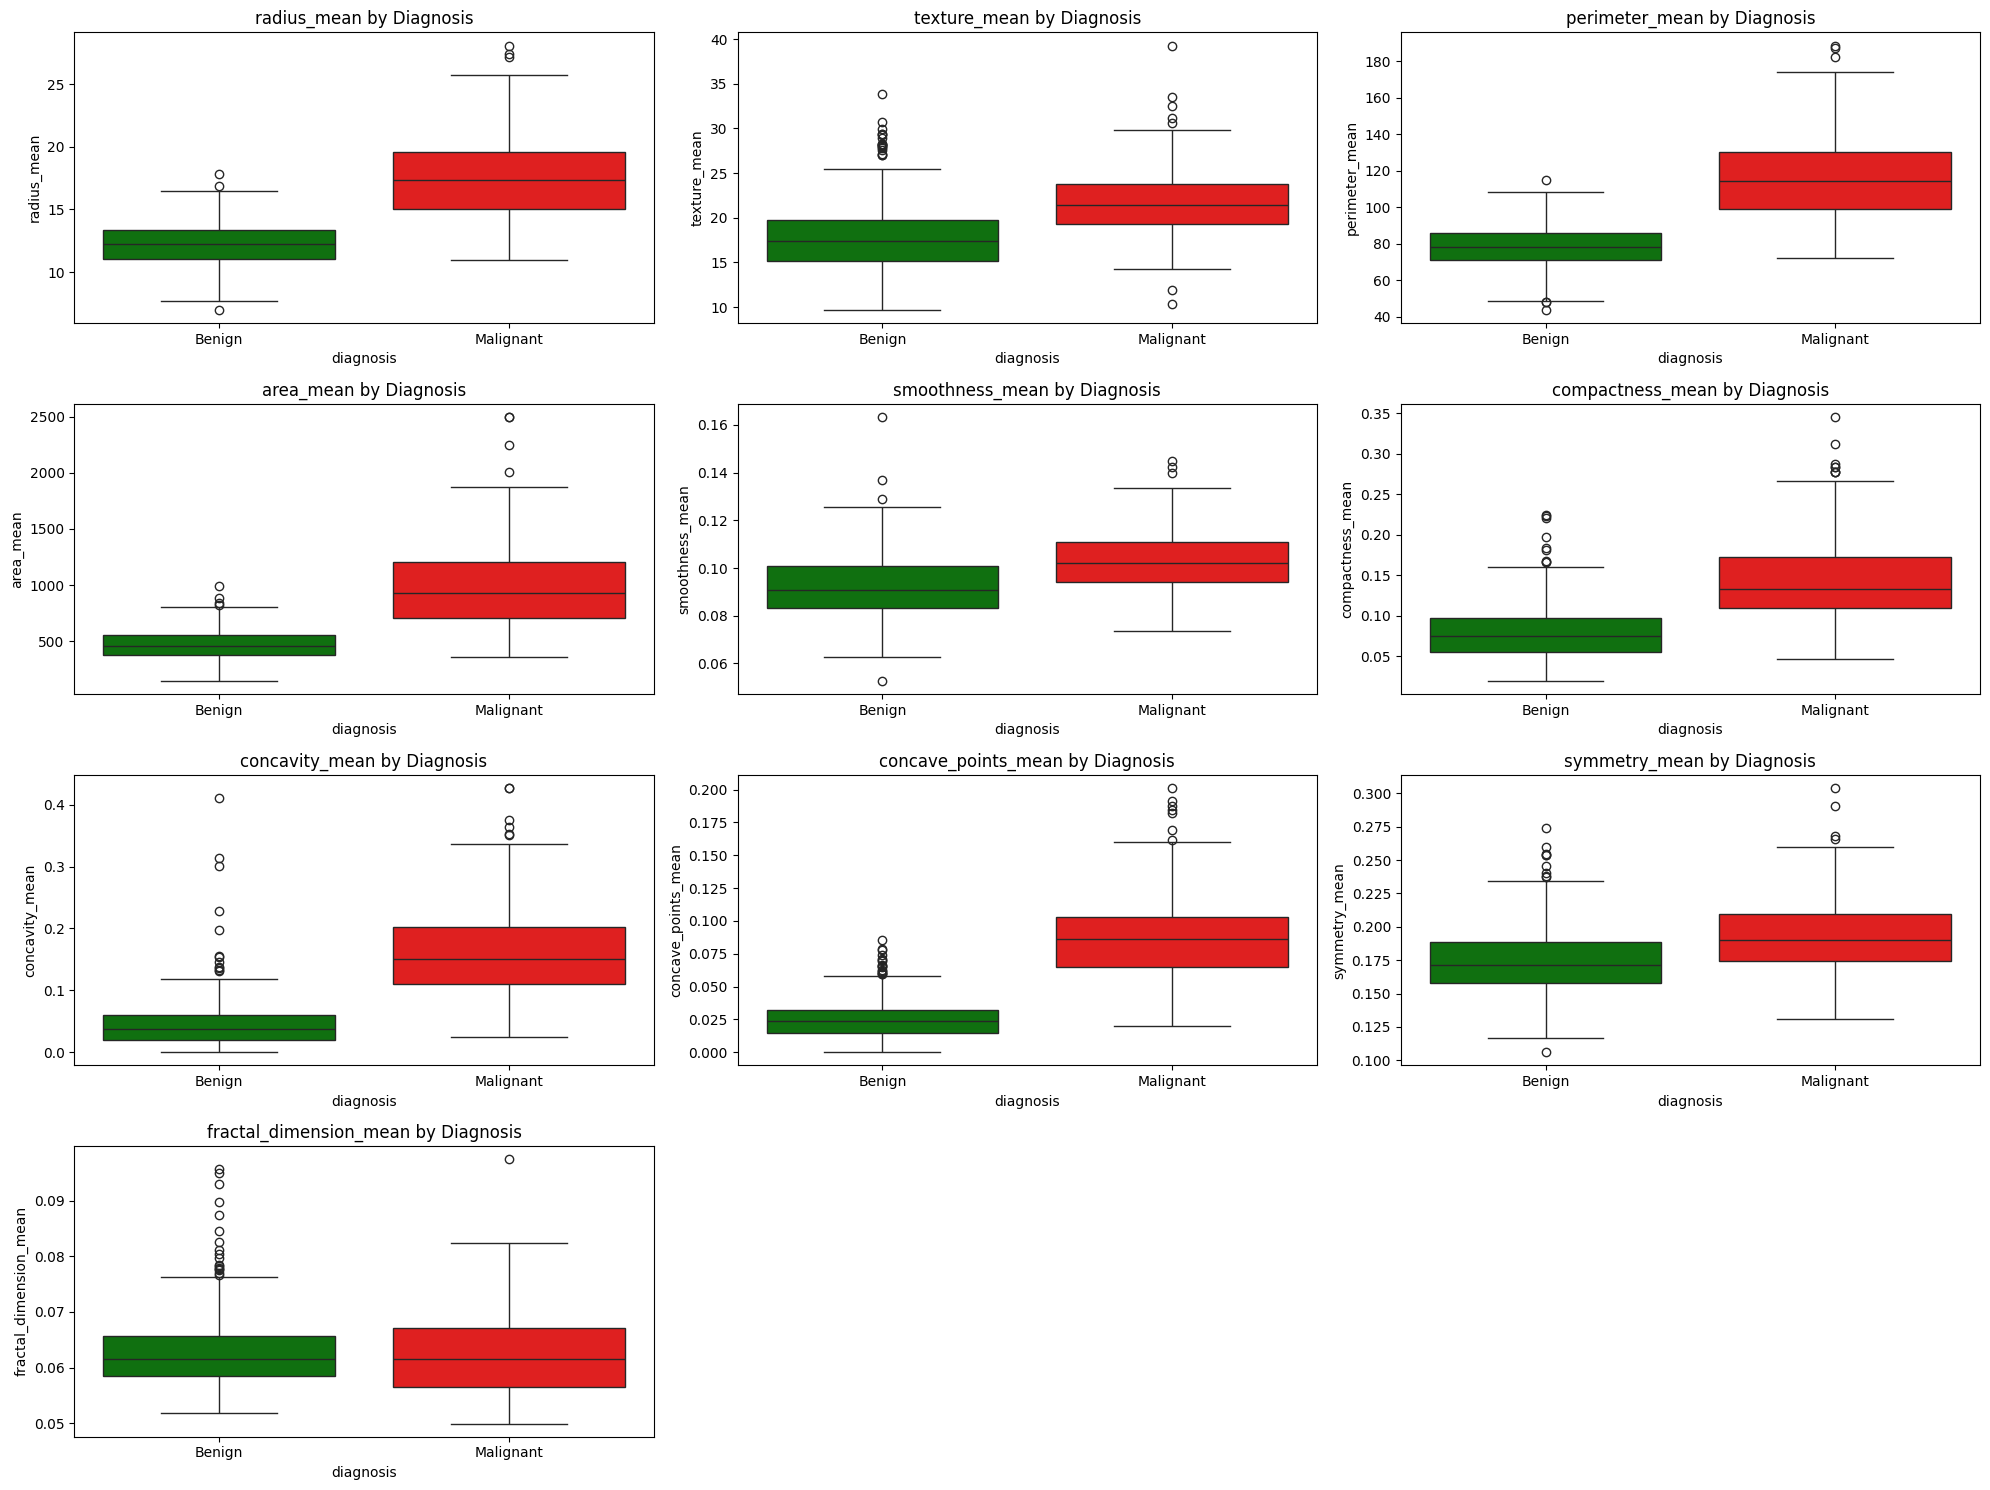 radius_mean by Diagnosis
radius_mean
25
20
15
10
Benign Malignant
diagnosis
texture_mean by Diagnosis
texture_mean
40
35
30
25
20
15
10
Benign Malignant
diagnosis
perimeter_mean by Diagnosis
perimeter_mean
180
160
140
120
100
80
60
40
Benign Malignant
diagnosis
area_mean by Diagnosis
area_mean
2500
2000
1500
1000
500
Benign Malignant
diagnosis
smoothness_mean by Diagnosis
smoothness_mean
0.16
0.14
0.12
0.10
0.08
0.06
Benign Malignant
diagnosis
compactness_mean by Diagnosis
compactness_mean
0.35
0.30
0.25
0.20
0.15
0.10
0.05
Benign Malignant
diagnosis
concavity_mean by Diagnosis
concavity_mean
0.4
0.3
0.2
0.1
0.0
Benign Malignant
diagnosis
concave_points_mean by Diagnosis
concave_points_mean
0.200
0.175
0.150
0.125
0.100
0.075
0.050
0.025
0.000
Benign Malignant
diagnosis
symmetry_mean by Diagnosis
symmetry_mean
0.300
0.275
0.250
0.225
0.200
0.175
0.150
0.125
0.100
Benign Malignant
diagnosis
fractal_dimension_mean by Diagnosis
fractal_dimension_mean
0.09
0.08
0.07
0.06
0.05
Benign Malignant
diagnosis